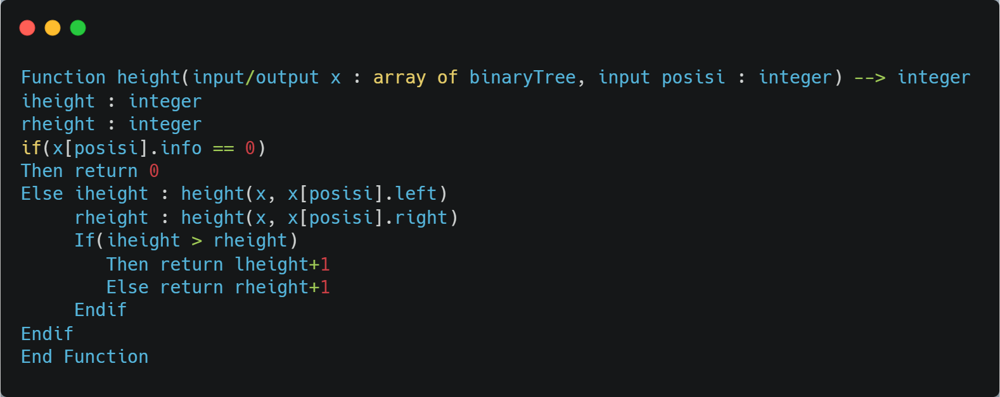 Function height(input/output x : array of binaryTree, input posisi : integer) --> integer
iheight : integer
rheight : integer
if(x[posisi].info == 0)
Then return 0
Else iheight : height(x, x[posisi].left)
     rheight : height(x, x[posisi].right)
     If(iheight > rheight)
        Then return lheight+1
        Else return rheight+1
     Endif
Endif
End Function